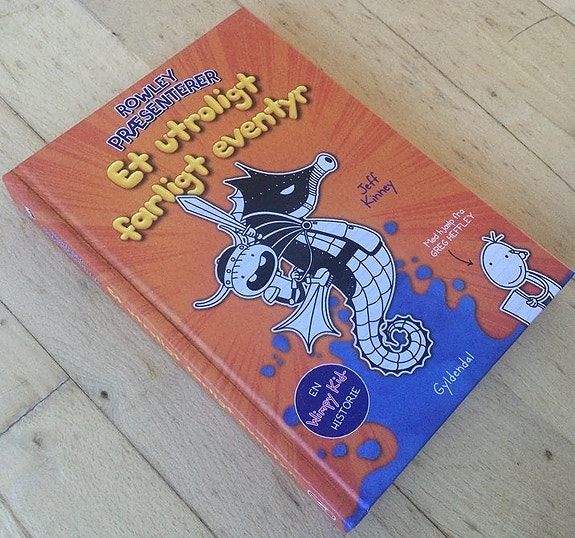 ROWLEY
PRÆSENTERER
Et utroligt
farligt eventyr
Jeff
Kinney
Med hjælp fra
GREG HEFFLEY
EN
Wimpy Kid-
HISTORIE
Gyldendal